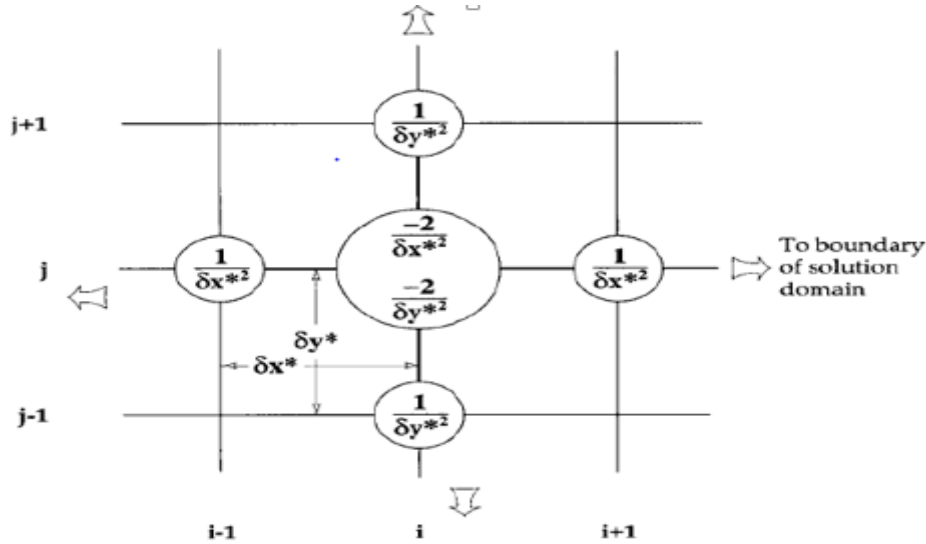 j+1
1
δy*²
j
1
δx*²
-2
δx*²
-2
δy*²
1
δx*²
To boundary
of solution
domain
δy*
δx*
j-1
1
δy*²
i-1 i i+1